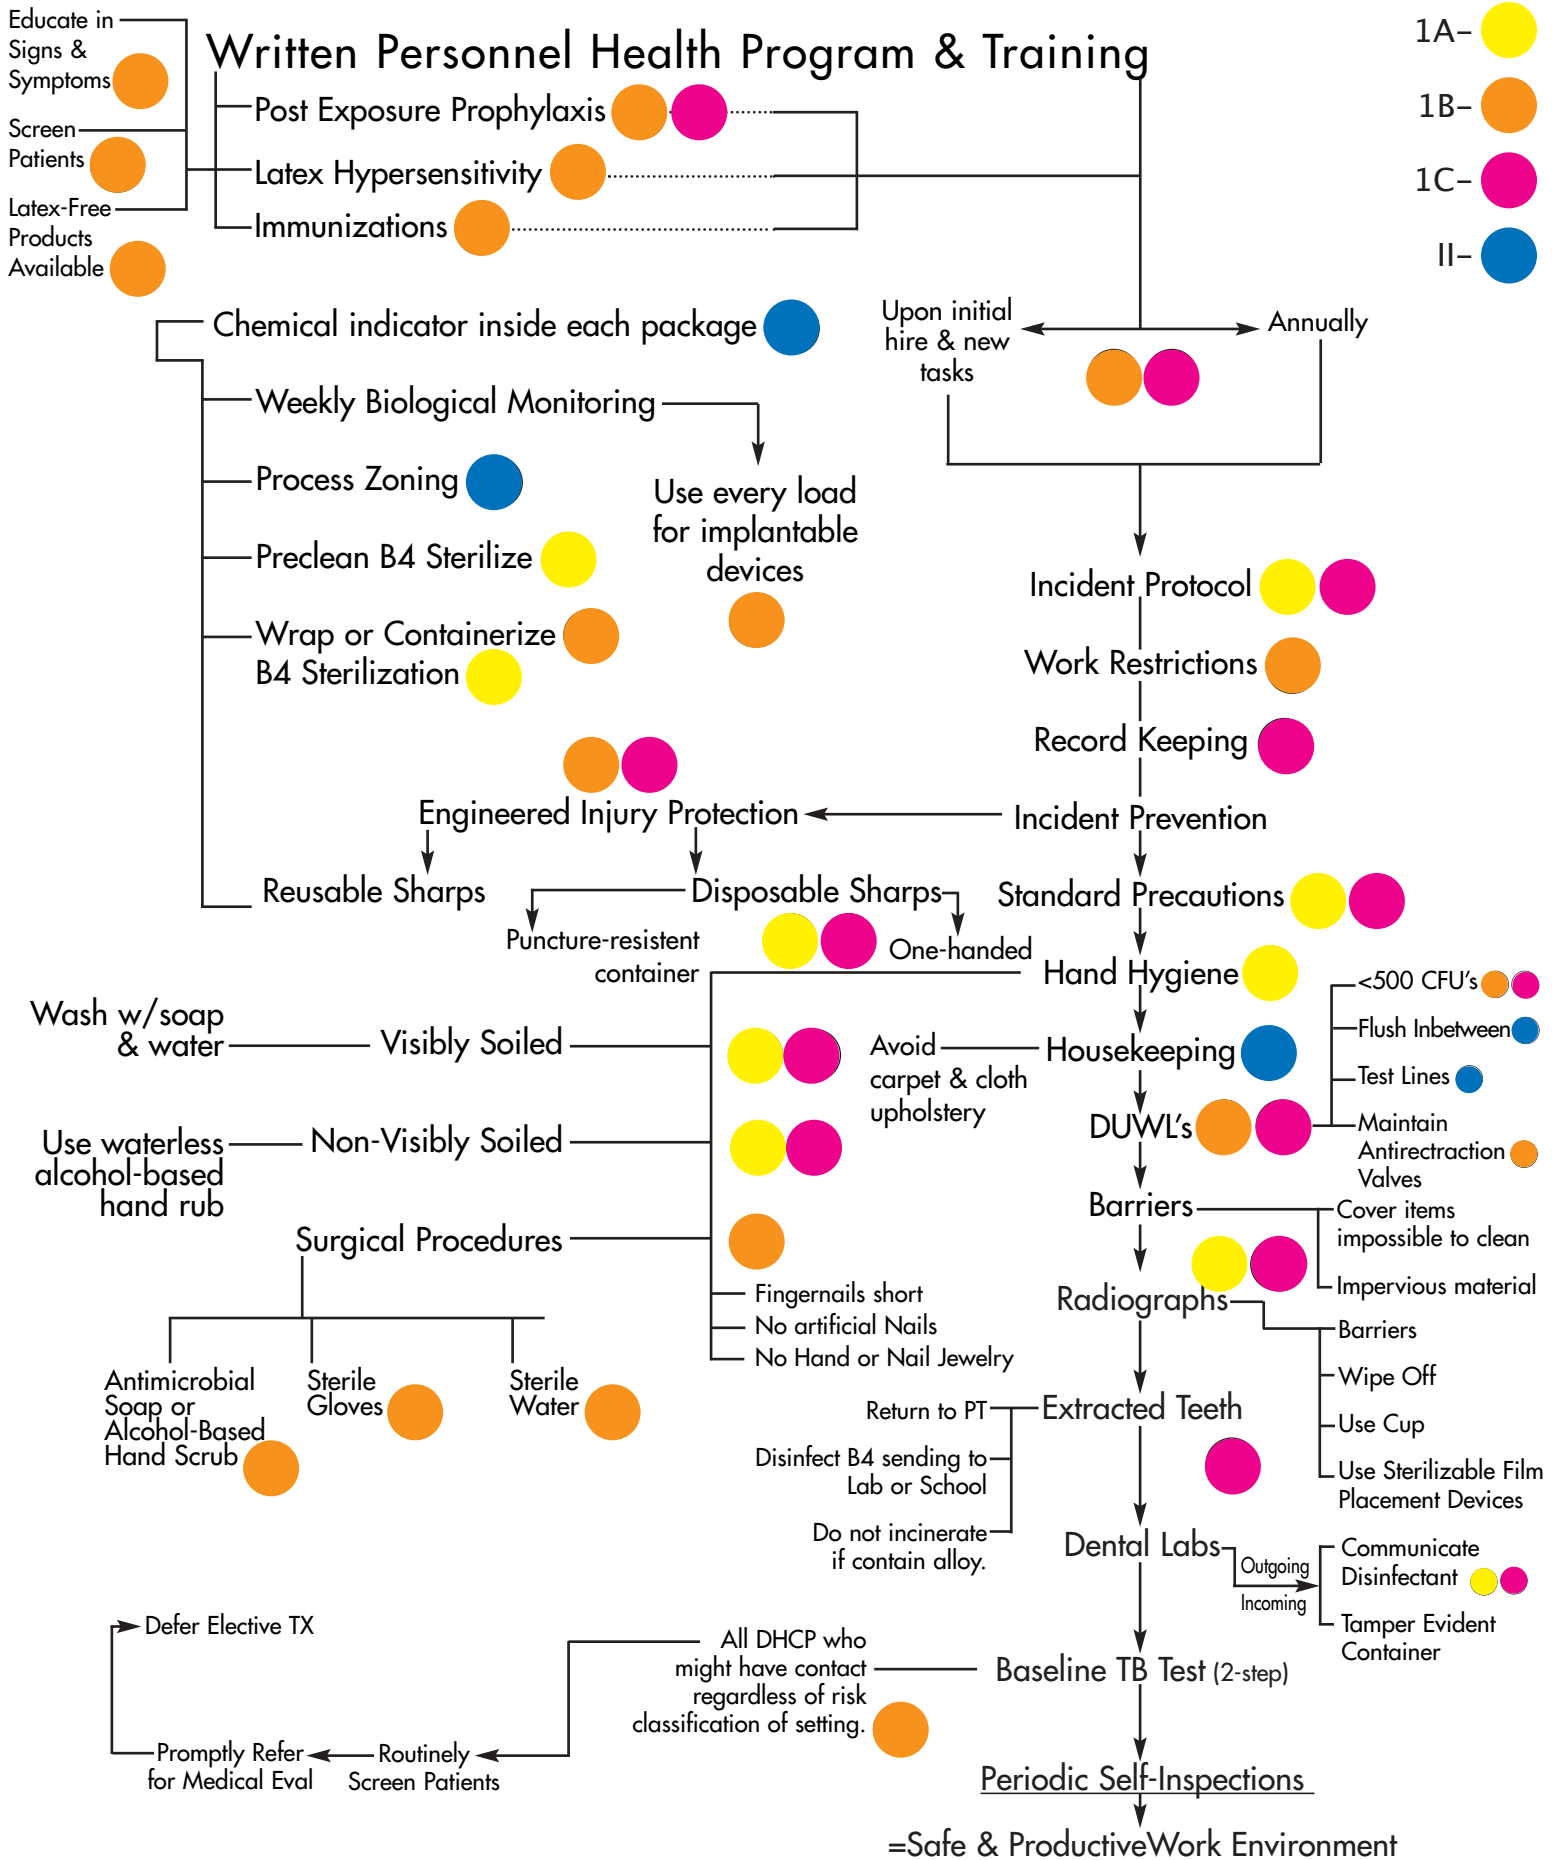 Educate in
Signs &
Symptoms
Screen
Patients
Latex-Free
Products
Available
Written Personnel Health Program & Training
Post Exposure Prophylaxis
Latex Hypersensitivity
Immunizations
1A–
1B–
1C–
II–
Upon initial
hire & new
tasks
Annually
Chemical indicator inside each package
Weekly Biological Monitoring
Process Zoning
Preclean B4 Sterilize
Wrap or Containerize
B4 Sterilization
Use every load
for implantable
devices
Incident Protocol
Work Restrictions
Record Keeping
Incident Prevention
Engineered Injury Protection
Reusable Sharps
Disposable Sharps
Puncture-resistent
container
One-handed
Standard Precautions
Hand Hygiene
Wash w/soap
& water
Visibly Soiled
Use waterless
alcohol-based
hand rub
Non-Visibly Soiled
Surgical Procedures
Antimicrobial
Soap or
Alcohol-Based
Hand Scrub
Sterile
Gloves
Sterile
Water
Fingernails short
No artificial Nails
No Hand or Nail Jewelry
Avoid
carpet & cloth
upholstery
Housekeeping
DUWL's
<500 CFU's
Flush Inbetween
Test Lines
Maintain
Antirectraction
Valves
Barriers
Cover items
impossible to clean
Impervious material
Radiographs
Barriers
Wipe Off
Use Cup
Use Sterilizable Film
Placement Devices
Extracted Teeth
Return to PT
Disinfect B4 sending to
Lab or School
Do not incinerate
if contain alloy.
Dental Labs
Outgoing
Incoming
Communicate
Disinfectant
Tamper Evident
Container
Baseline TB Test (2-step)
All DHCP who
might have contact
regardless of risk
classification of setting.
Routinely
Screen Patients
Promptly Refer
for Medical Eval
Defer Elective TX
Periodic Self-Inspections
=Safe & ProductiveWork Environment